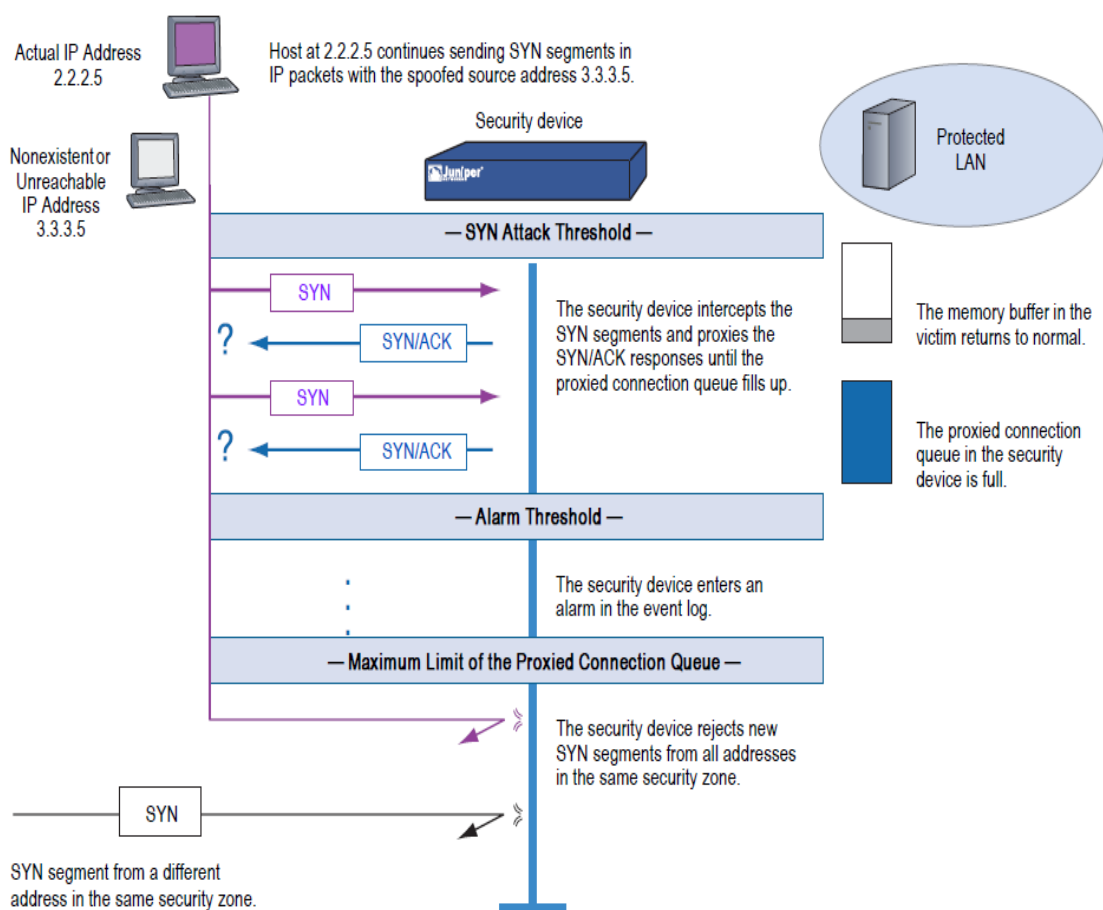 Actual IP Address
2.2.2.5
Host at 2.2.2.5 continues sending SYN segments in
IP packets with the spoofed source address 3.3.3.5.
Security device
Juniper
Nonexistent or
Unreachable
IP Address
3.3.3.5
Protected
LAN
— SYN Attack Threshold —
SYN
? SYN/ACK
SYN
? SYN/ACK
The security device intercepts the
SYN segments and proxies the
SYN/ACK responses until the
proxied connection queue fills up.
The memory buffer in the
victim returns to normal.
The proxied connection
queue in the security
device is full.
— Alarm Threshold —
The security device enters an
alarm in the event log.
— Maximum Limit of the Proxied Connection Queue —
The security device rejects new
SYN segments from all addresses
in the same security zone.
SYN
SYN segment from a different
address in the same security zone.